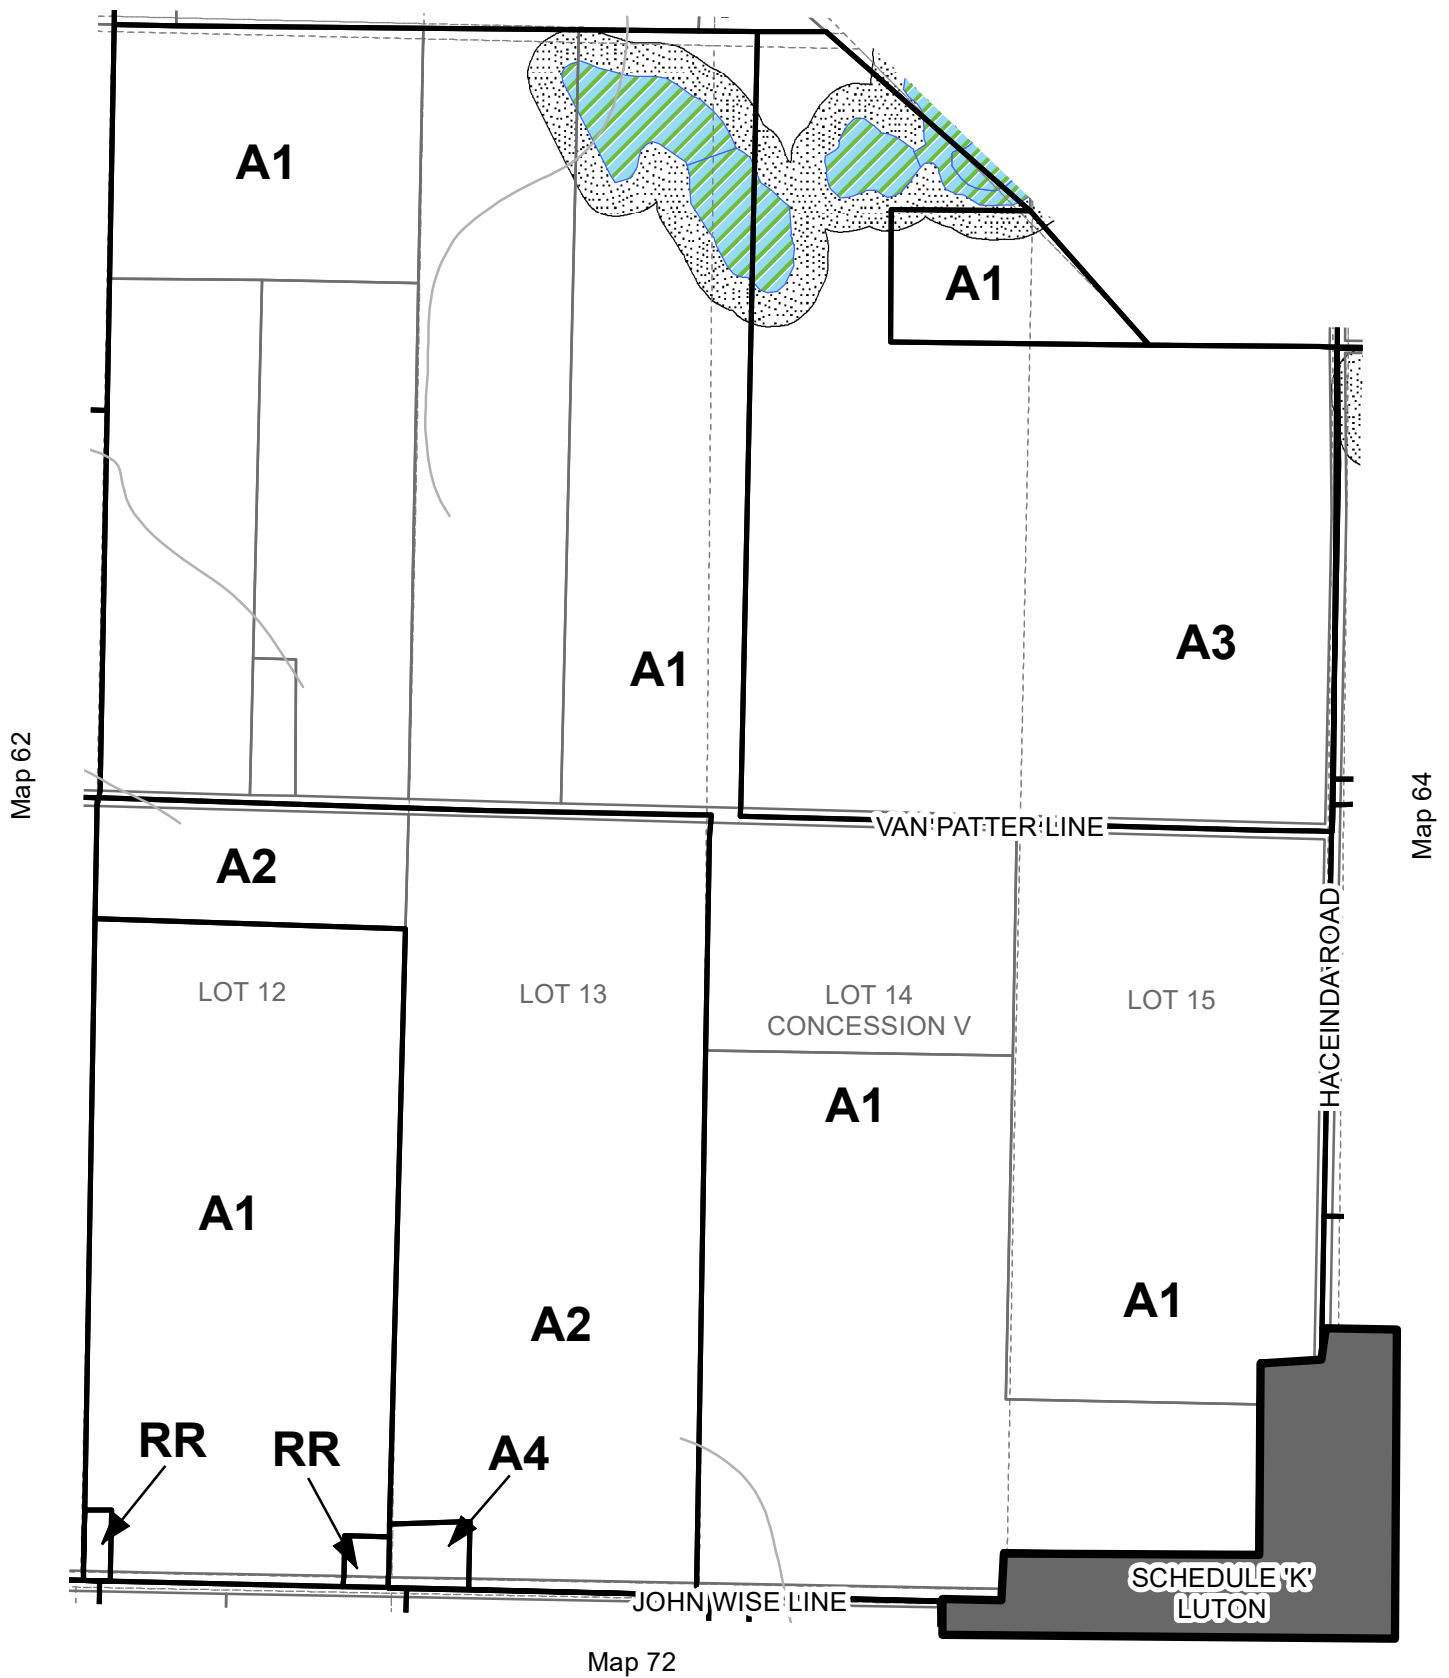 A1
A1
A3
A1
Map 62
Map 64
VAN PATTER LINE
A2
HACEINDA ROAD
LOT 12
LOT 13
LOT 14
CONCESSION V
LOT 15
A1
A1
A1
A2
RR
RR
A4
SCHEDULE 'K'
LUTON
JOHN WISE LINE
Map 72